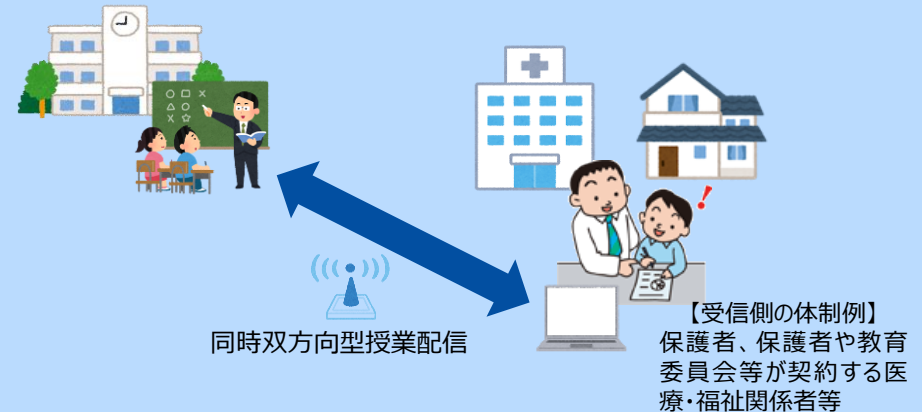 同時双方向型授業配信
【受信側の体制例】
保護者、保護者や教育
委員会等が契約する医
療・福祉関係者等